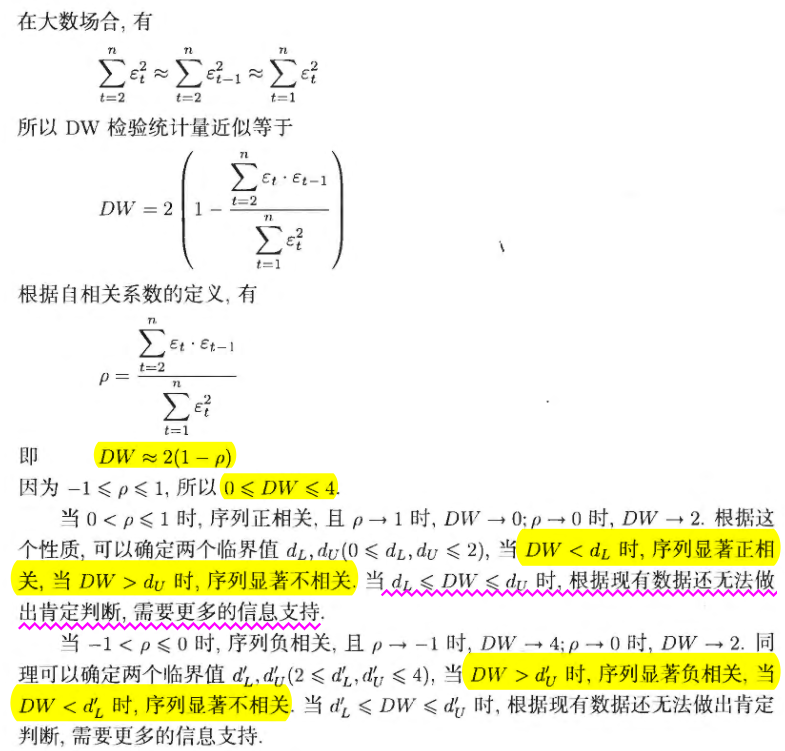 在大数场合, 有
$\sum_{t=2}^{n} \varepsilon_t^2 \approx \sum_{t=2}^{n} \varepsilon_{t-1}^2 \approx \sum_{t=1}^{n} \varepsilon_t^2$
所以 DW 检验统计量近似等于
$DW = 2\left(1 - \frac{\sum_{t=2}^{n} \varepsilon_t \cdot \varepsilon_{t-1}}{\sum_{t=1}^{n} \varepsilon_t^2}\right)$
根据自相关系数的定义, 有
$\rho = \frac{\sum_{t=2}^{n} \varepsilon_t \cdot \varepsilon_{t-1}}{\sum_{t=1}^{n} \varepsilon_t^2}$
即 $DW \approx 2(1-\rho)$
因为 $-1 \leqslant \rho \leqslant 1$, 所以 $0 \leqslant DW \leqslant 4$.
当 $0 < \rho \leqslant 1$ 时, 序列正相关, 且 $\rho \to 1$ 时, $DW \to 0$; $\rho \to 0$ 时, $DW \to 2$. 根据这
个性质, 可以确定两个临界值 $d_L, d_U (0 \leqslant d_L, d_U \leqslant 2)$, 当 $DW < d_L$ 时, 序列显著正相
关, 当 $DW > d_U$ 时, 序列显著不相关. 当 $d_L \leqslant DW \leqslant d_U$ 时, 根据现有数据还无法做
出肯定判断, 需要更多的信息支持.
当 $-1 < \rho \leqslant 0$ 时, 序列负相关, 且 $\rho \to -1$ 时, $DW \to 4$; $\rho \to 0$ 时, $DW \to 2$. 同
理可以确定两个临界值 $d'_L, d'_U (2 \leqslant d'_L, d'_U \leqslant 4)$, 当 $DW > d'_U$ 时, 序列显著负相关, 当
$DW < d'_L$ 时, 序列显著不相关. 当 $d'_L \leqslant DW \leqslant d'_U$ 时, 根据现有数据还无法做出肯定
判断, 需要更多的信息支持.